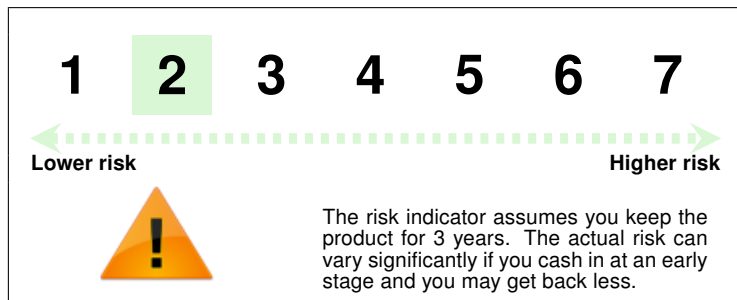 1 2 3 4 5 6 7
Lower risk Higher risk
!
The risk indicator assumes you keep the
product for 3 years. The actual risk can
vary significantly if you cash in at an early
stage and you may get back less.